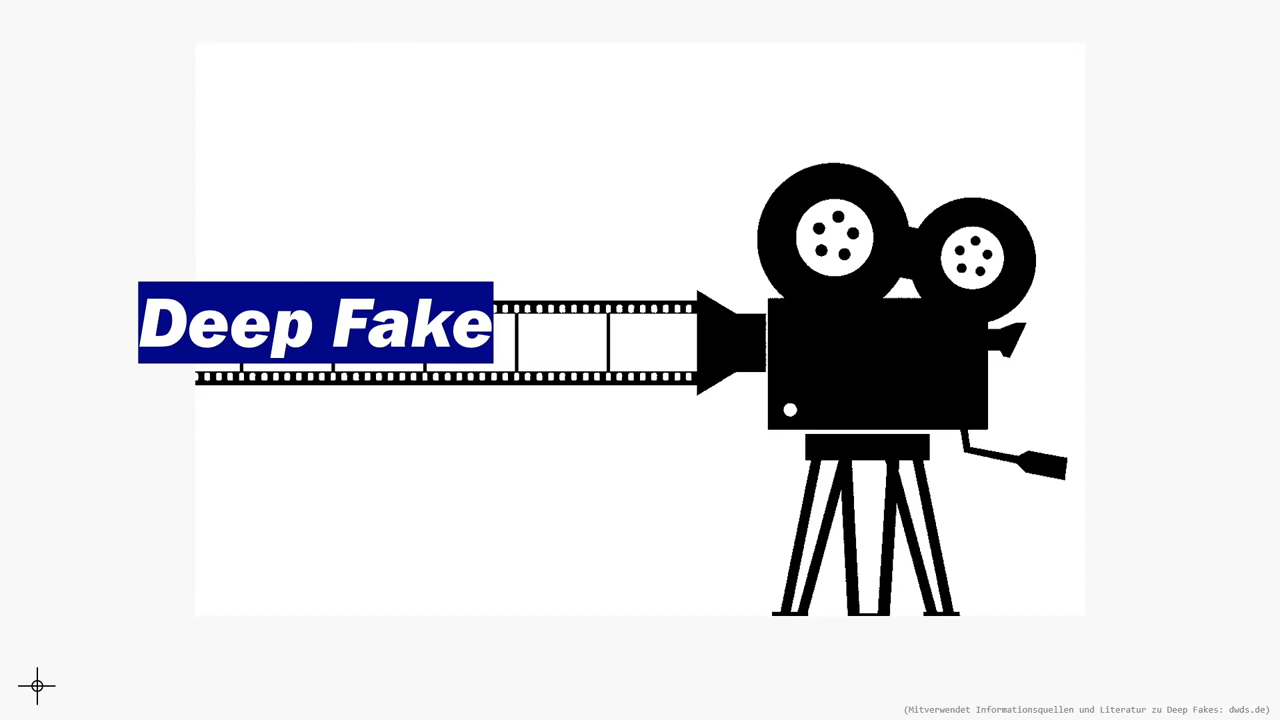 Deep Fake
(Mitverwendet Informationsquellen und Literatur zu Deep Fakes: dwds.de)